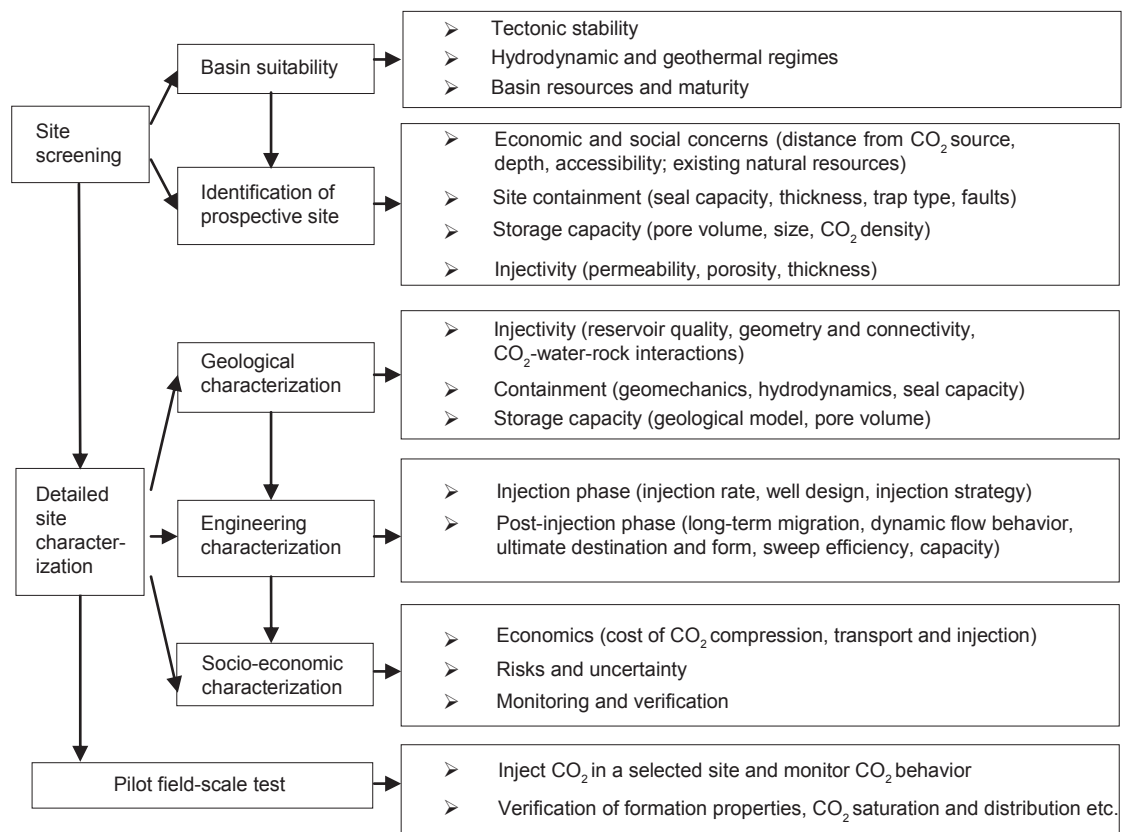 Site
screening
Basin suitability
➢ Tectonic stability
➢ Hydrodynamic and geothermal regimes
➢ Basin resources and maturity
Identification of
prospective site
➢ Economic and social concerns (distance from CO₂ source,
depth, accessibility; existing natural resources)
➢ Site containment (seal capacity, thickness, trap type, faults)
➢ Storage capacity (pore volume, size, CO₂ density)
➢ Injectivity (permeability, porosity, thickness)
Detailed
site
character-
ization
Geological
characterization
➢ Injectivity (reservoir quality, geometry and connectivity,
CO₂-water-rock interactions)
➢ Containment (geomechanics, hydrodynamics, seal capacity)
➢ Storage capacity (geological model, pore volume)
Engineering
characterization
➢ Injection phase (injection rate, well design, injection strategy)
➢ Post-injection phase (long-term migration, dynamic flow behavior,
ultimate destination and form, sweep efficiency, capacity)
Socio-economic
characterization
➢ Economics (cost of CO₂ compression, transport and injection)
➢ Risks and uncertainty
➢ Monitoring and verification
Pilot field-scale test
➢ Inject CO₂ in a selected site and monitor CO₂ behavior
➢ Verification of formation properties, CO₂ saturation and distribution etc.